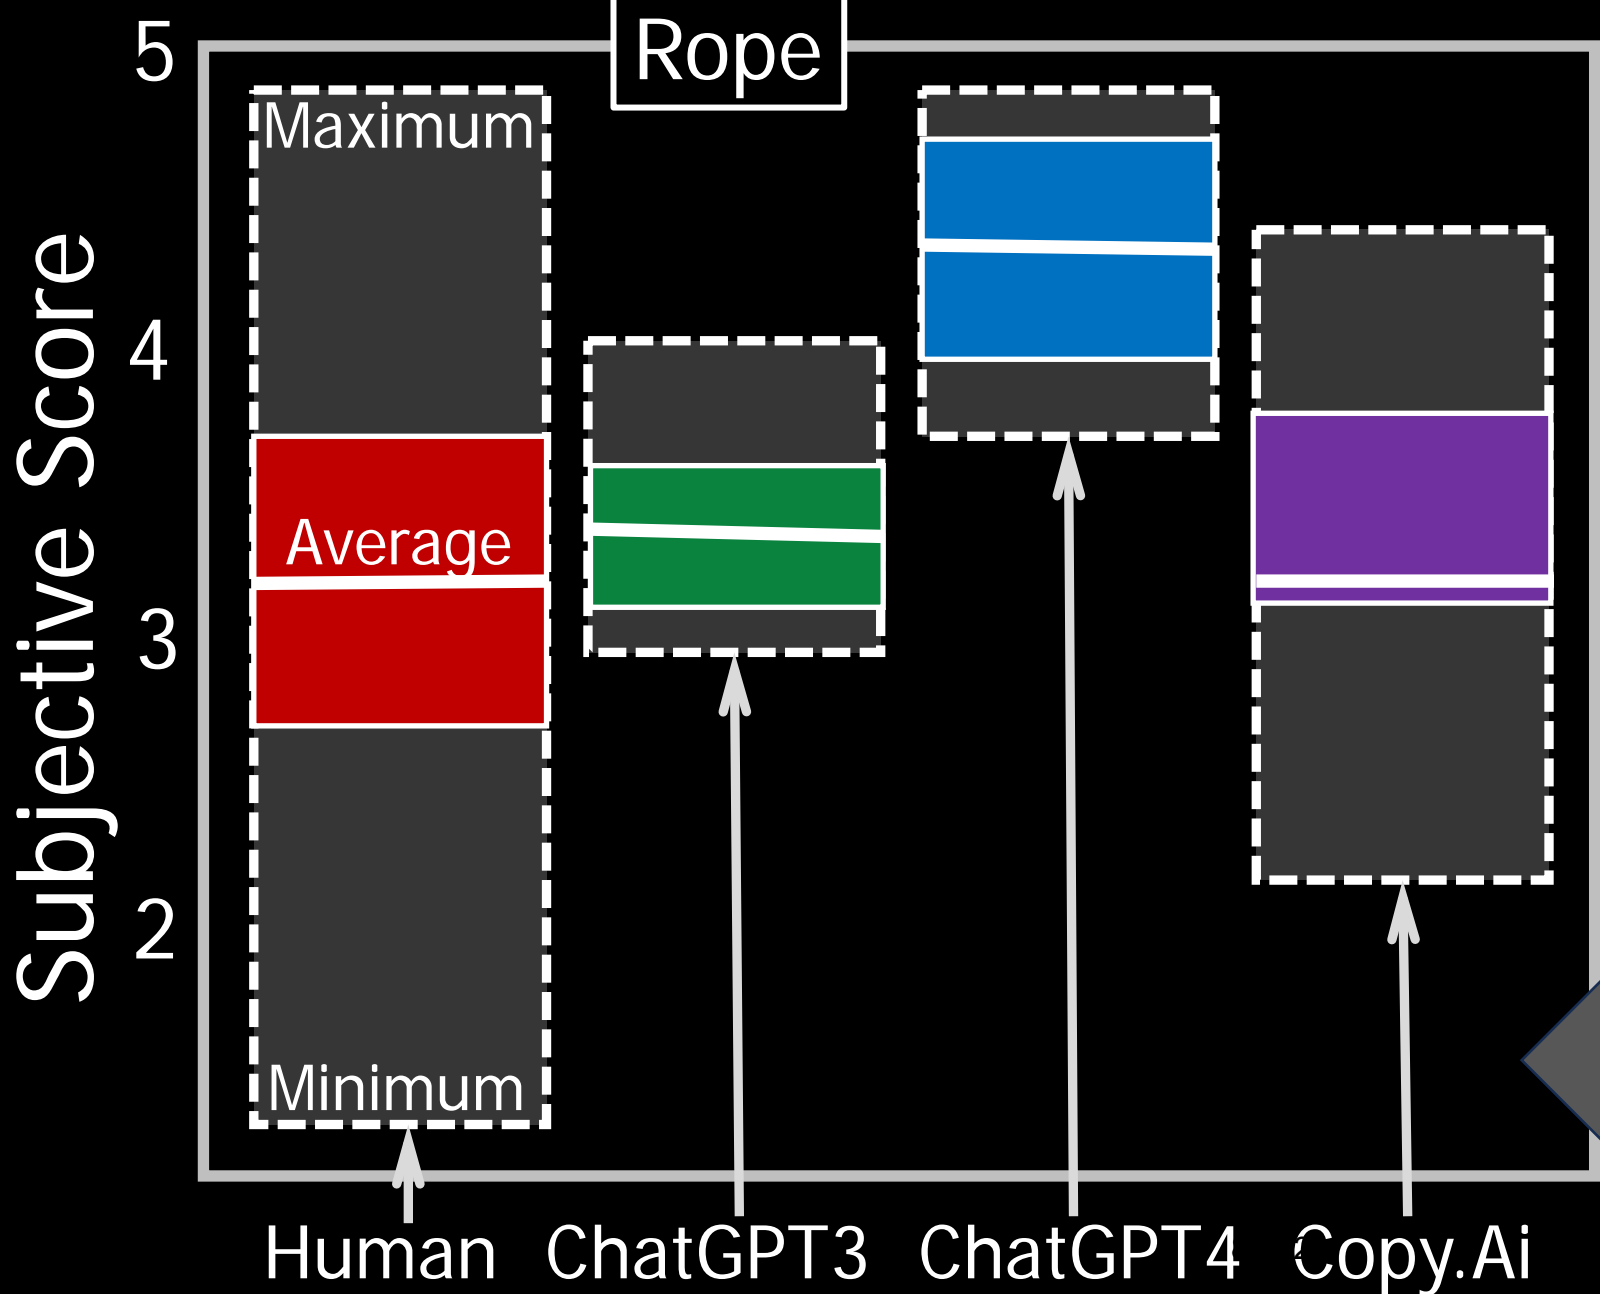 Rope
Subjective Score
5
4
3
2
Maximum
Average
Minimum
Human
ChatGPT3
ChatGPT4
Copy.Ai